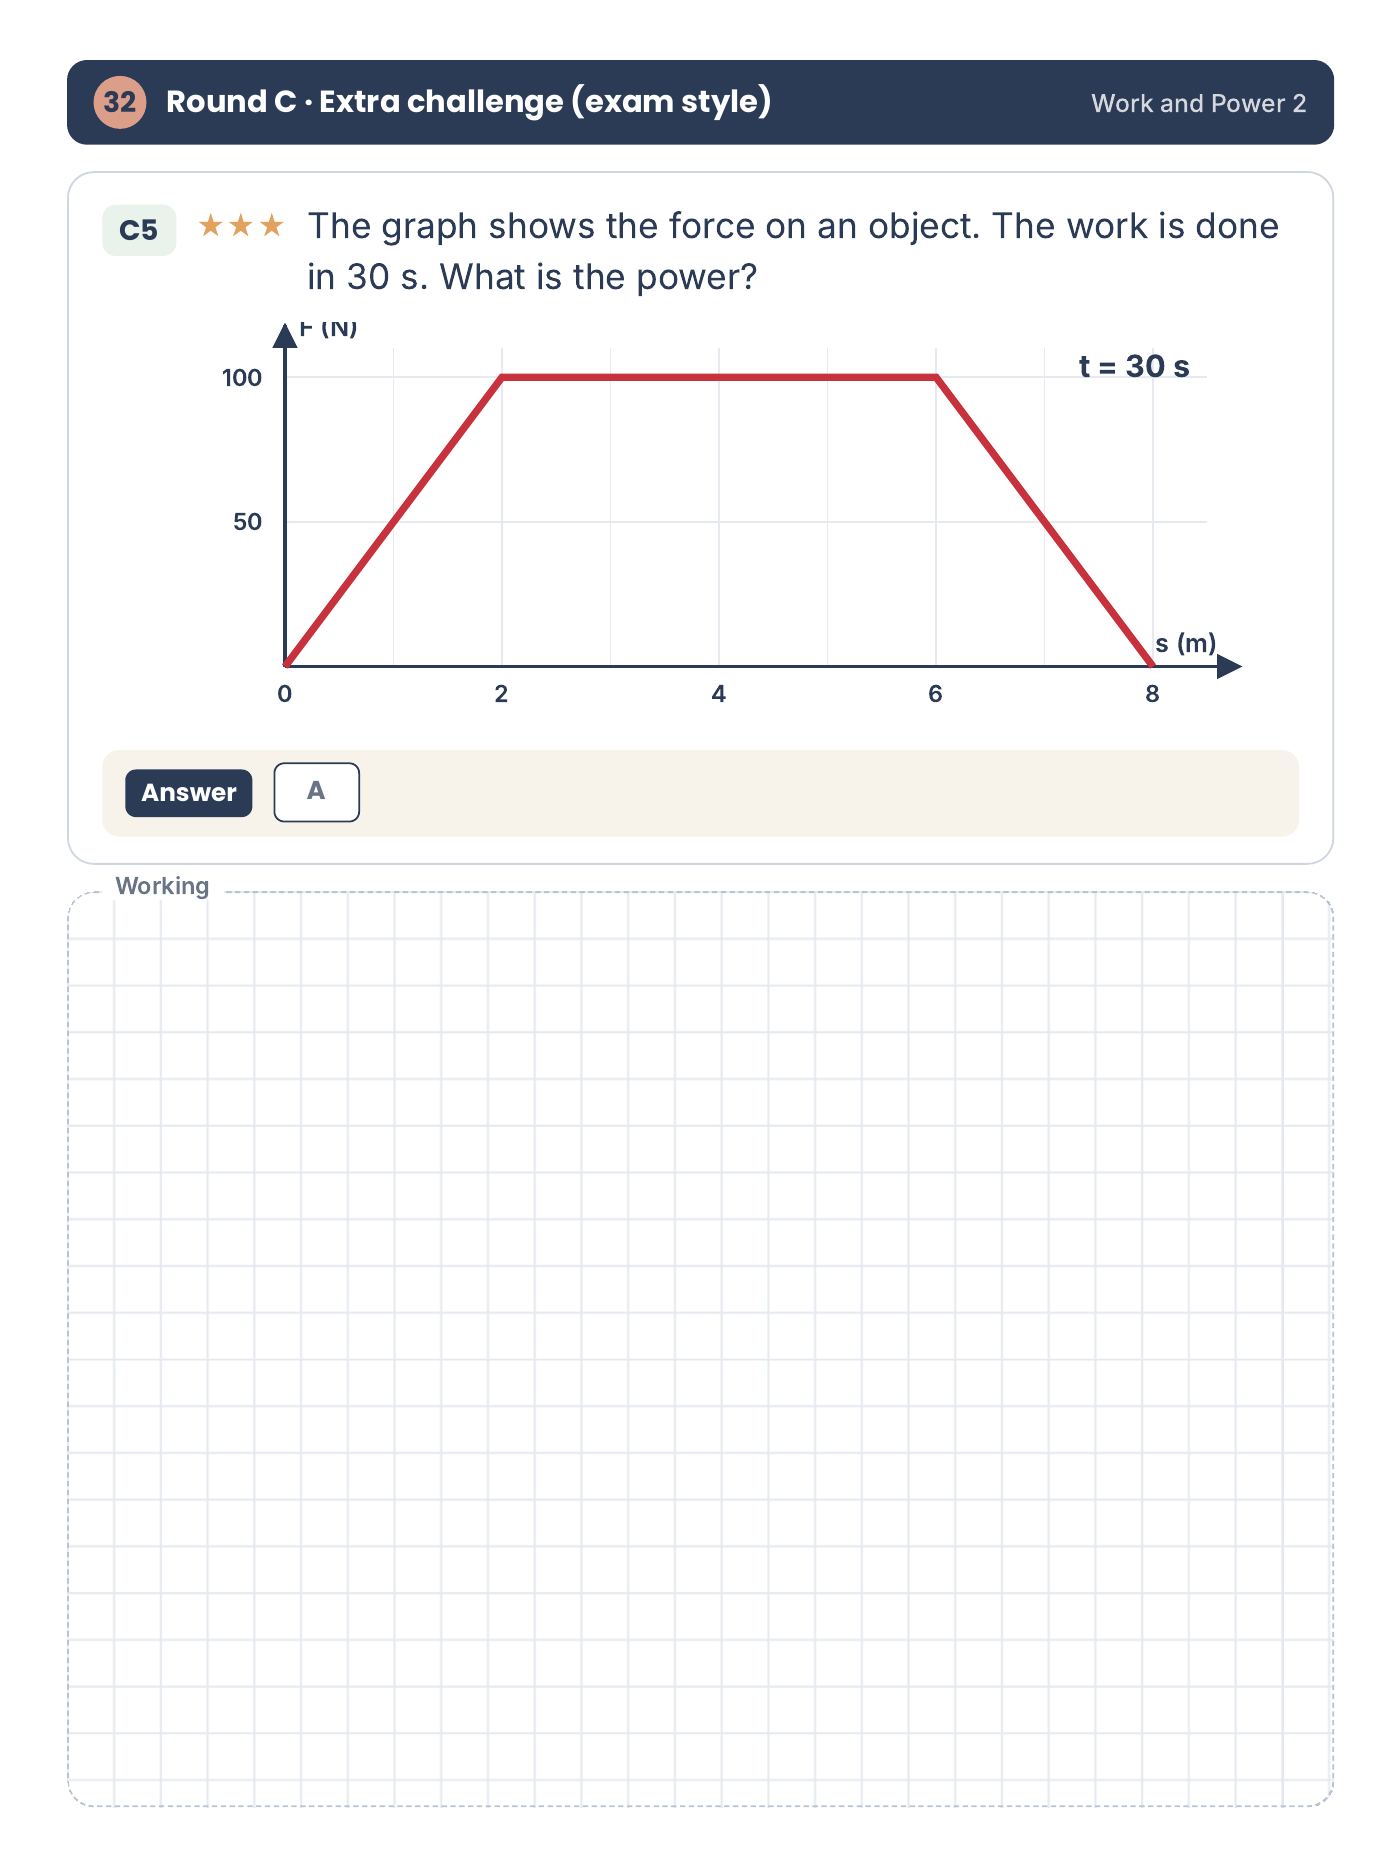 32 Round C · Extra challenge (exam style) Work and Power 2
C5 ★★★ The graph shows the force on an object. The work is done
in 30 s. What is the power?
F (N)
t = 30 s
100
50
s (m)
0 2 4 6 8
Answer A
Working